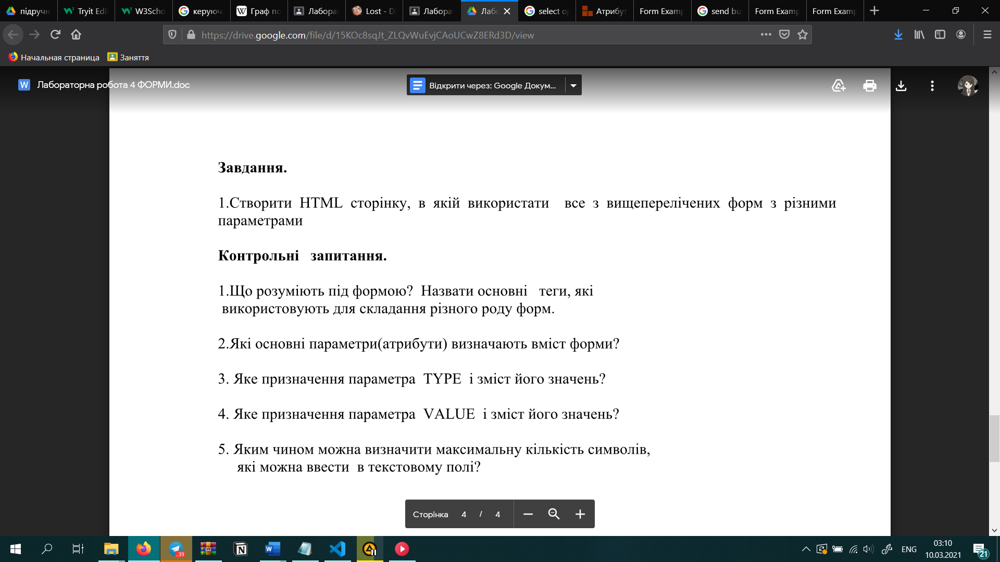 підручн
Tryit Edi
W3Scho
керуюч
Граф по
Лабора
Lost - D
Лабора
Лабо
select o
Атрибу
Form Examp
send bu
Form Examp
Form Examp
https://drive.google.com/file/d/15KOc8sqJt_ZLQvWuEvjCAoUCwZ8ERd3D/view
Начальная страница
Заняття
Лабораторна робота 4 ФОРМИ.doc
Відкрити через: Google Докум...
Завдання.
1.Створити HTML сторінку, в якій використати все з вищеперелічених форм з різними
параметрами
Контрольні запитання.
1.Що розуміють під формою? Назвати основні теги, які
використовують для складання різного роду форм.
2.Які основні параметри(атрибути) визначають вміст форми?
3. Яке призначення параметра TYPE і зміст його значень?
4. Яке призначення параметра VALUE і зміст його значень?
5. Яким чином можна визначити максимальну кількість символів,
які можна ввести в текстовому полі?
Сторінка 4 / 4
..39
ENG
03:10
10.03.2021
21